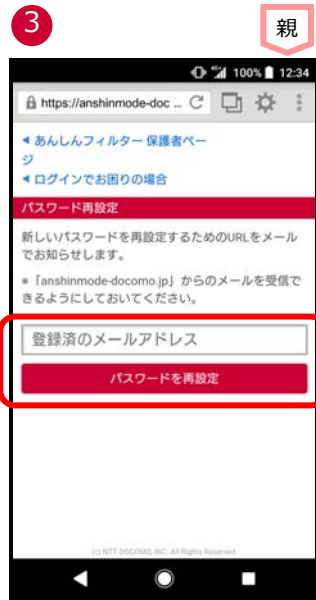 3
親
100% 12:34
https://anshinmode-doc ...
あんしんフィルター 保護者ペー
ジ
ログインでお困りの場合
パスワード再設定
新しいパスワードを再設定するためのURLをメール
でお知らせします。
※「anshinmode-docomo.jp」からのメールを受信で
きるようにしておいてください。
登録済のメールアドレス
パスワードを再設定
(c) NTT DOCOMO, INC. All Rights Reserved.